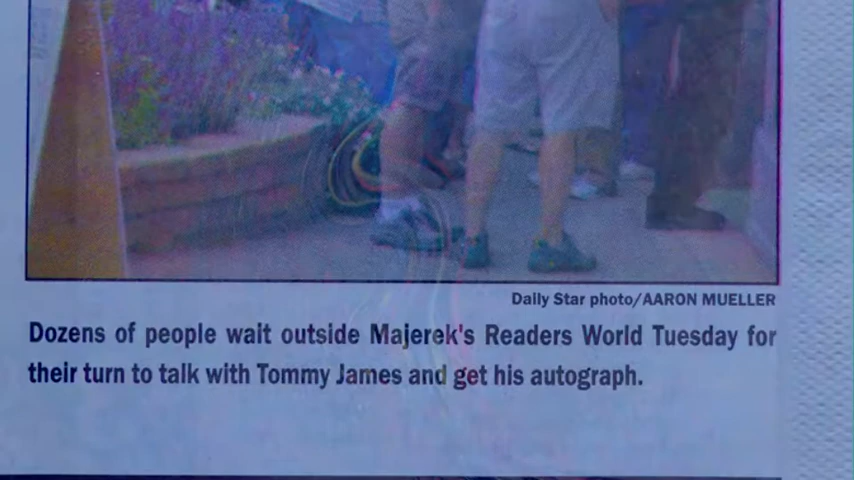 Daily Star photo/AARON MUELLER
Dozens of people wait outside Majerek's Readers World Tuesday for
their turn to talk with Tommy James and get his autograph.